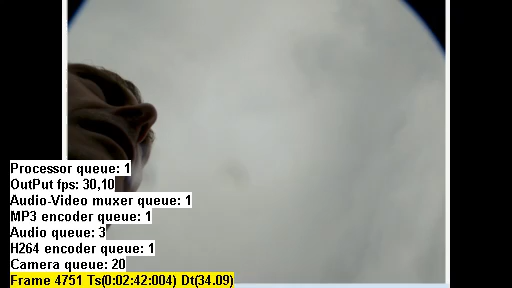 Processor queue: 1
OutPut fps: 30,10
Audio-Video muxer queue: 1
MP3 encoder queue: 1
Audio queue: 3
H264 encoder queue: 1
Camera queue: 20
Frame 4751 Ts(0:02:42:004) Dt(34.09)